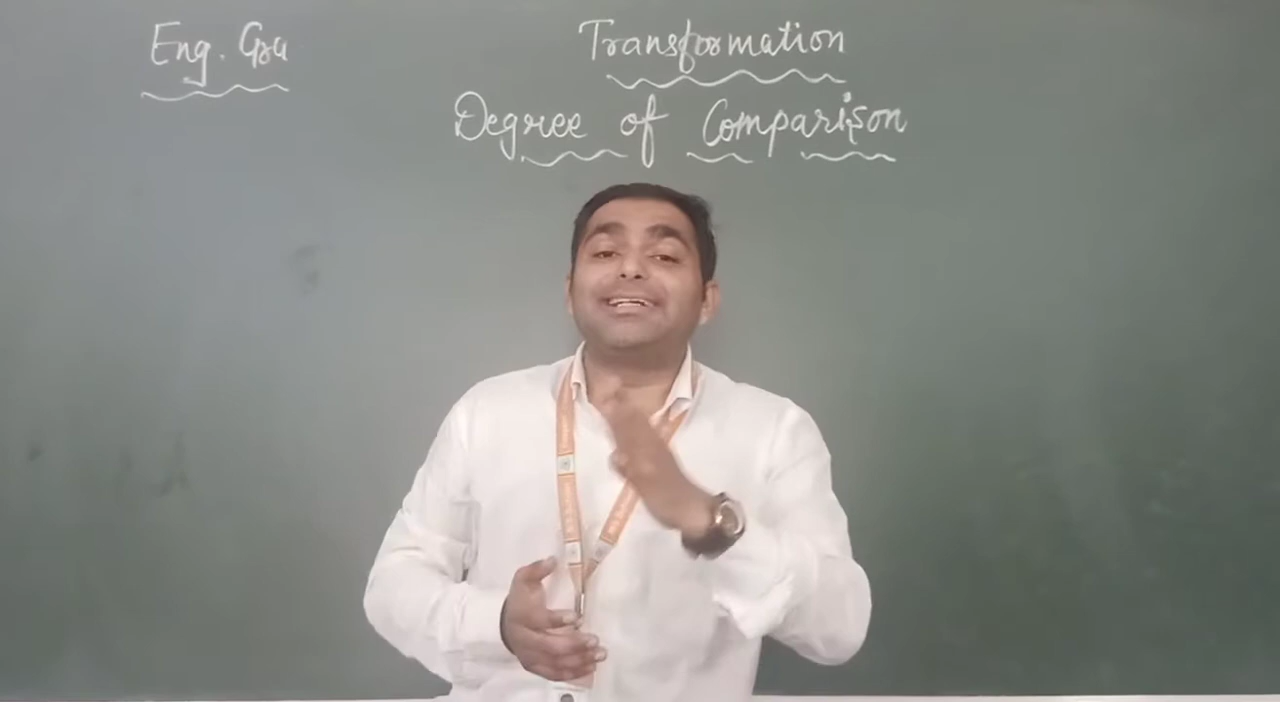 Eng. Gra
Transformation
Degree of Comparison